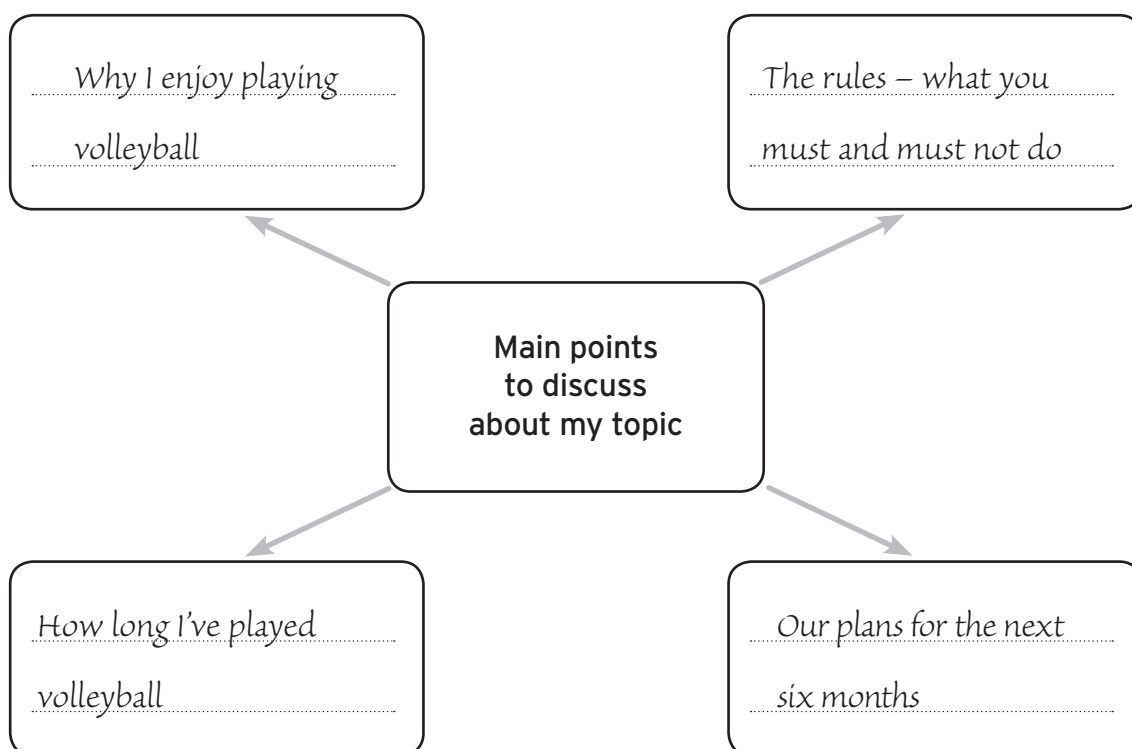 Why I enjoy playing
volleyball
The rules – what you
must and must not do
Main points
to discuss
about my topic
How long I've played
volleyball
Our plans for the next
six months